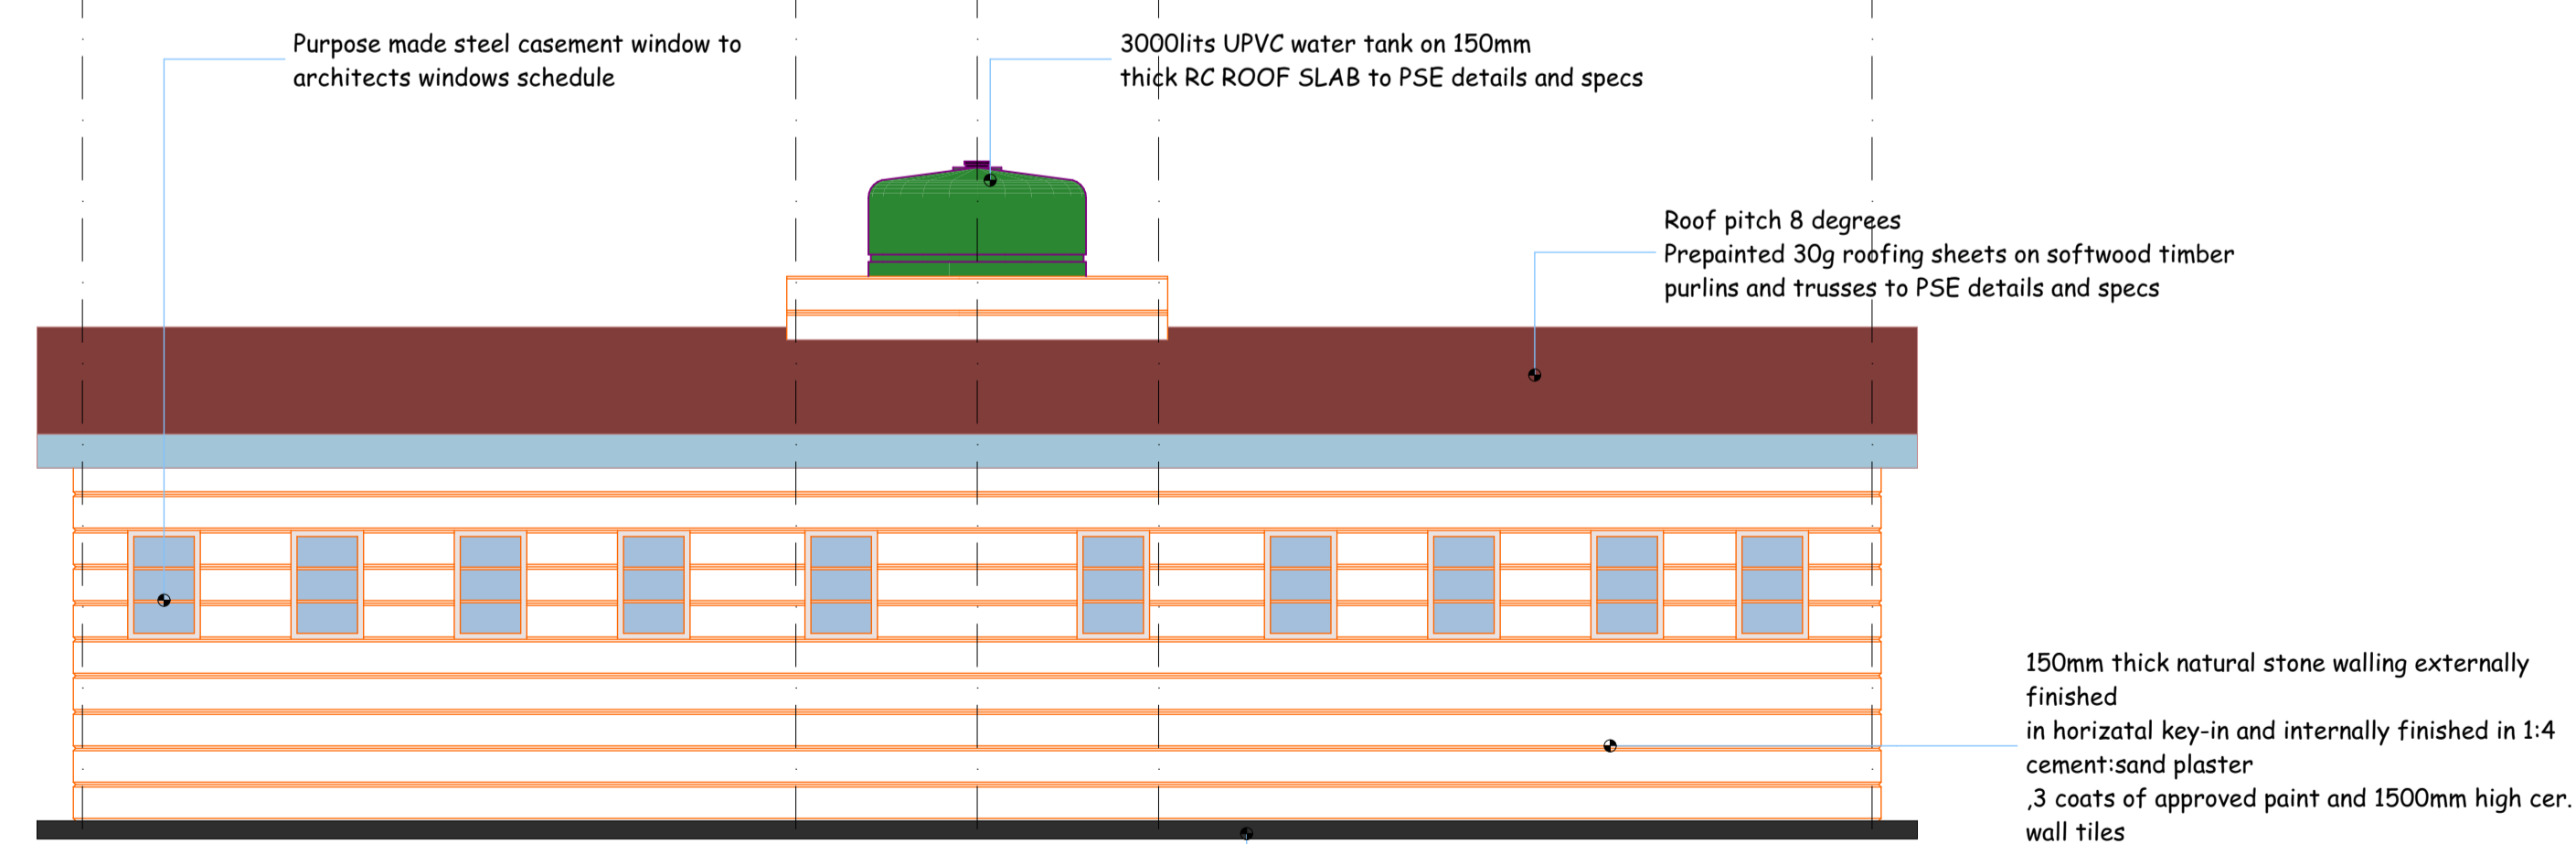 Purpose made steel casement window to
architects windows schedule
3000lits UPVC water tank on 150mm
thick RC ROOF SLAB to PSE details and specs
Roof pitch 8 degrees
Prepainted 30g roofing sheets on softwood timber
purlins and trusses to PSE details and specs
150mm thick natural stone walling externally
finished
in horizatal key-in and internally finished in 1:4
cement:sand plaster
,3 coats of approved paint and 1500mm high cer.
wall tiles